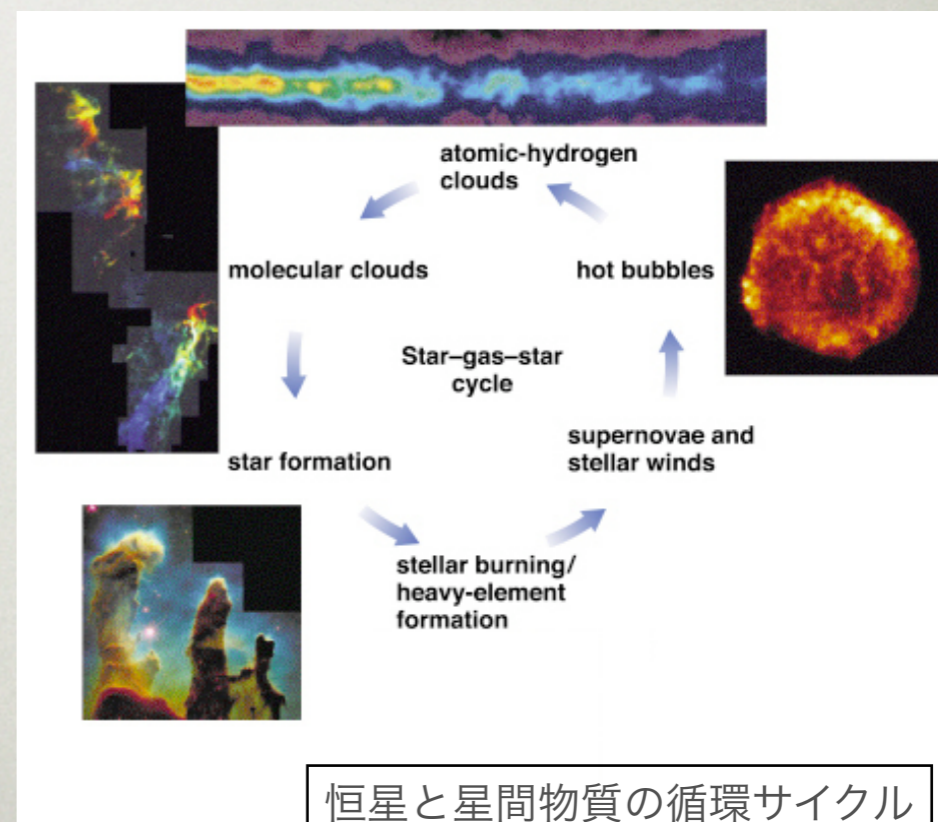 atomic-hydrogen
clouds
molecular clouds
hot bubbles
Star–gas–star
cycle
star formation
supernovae and
stellar winds
stellar burning/
heavy-element
formation
恒星と星間物質の循環サイクル